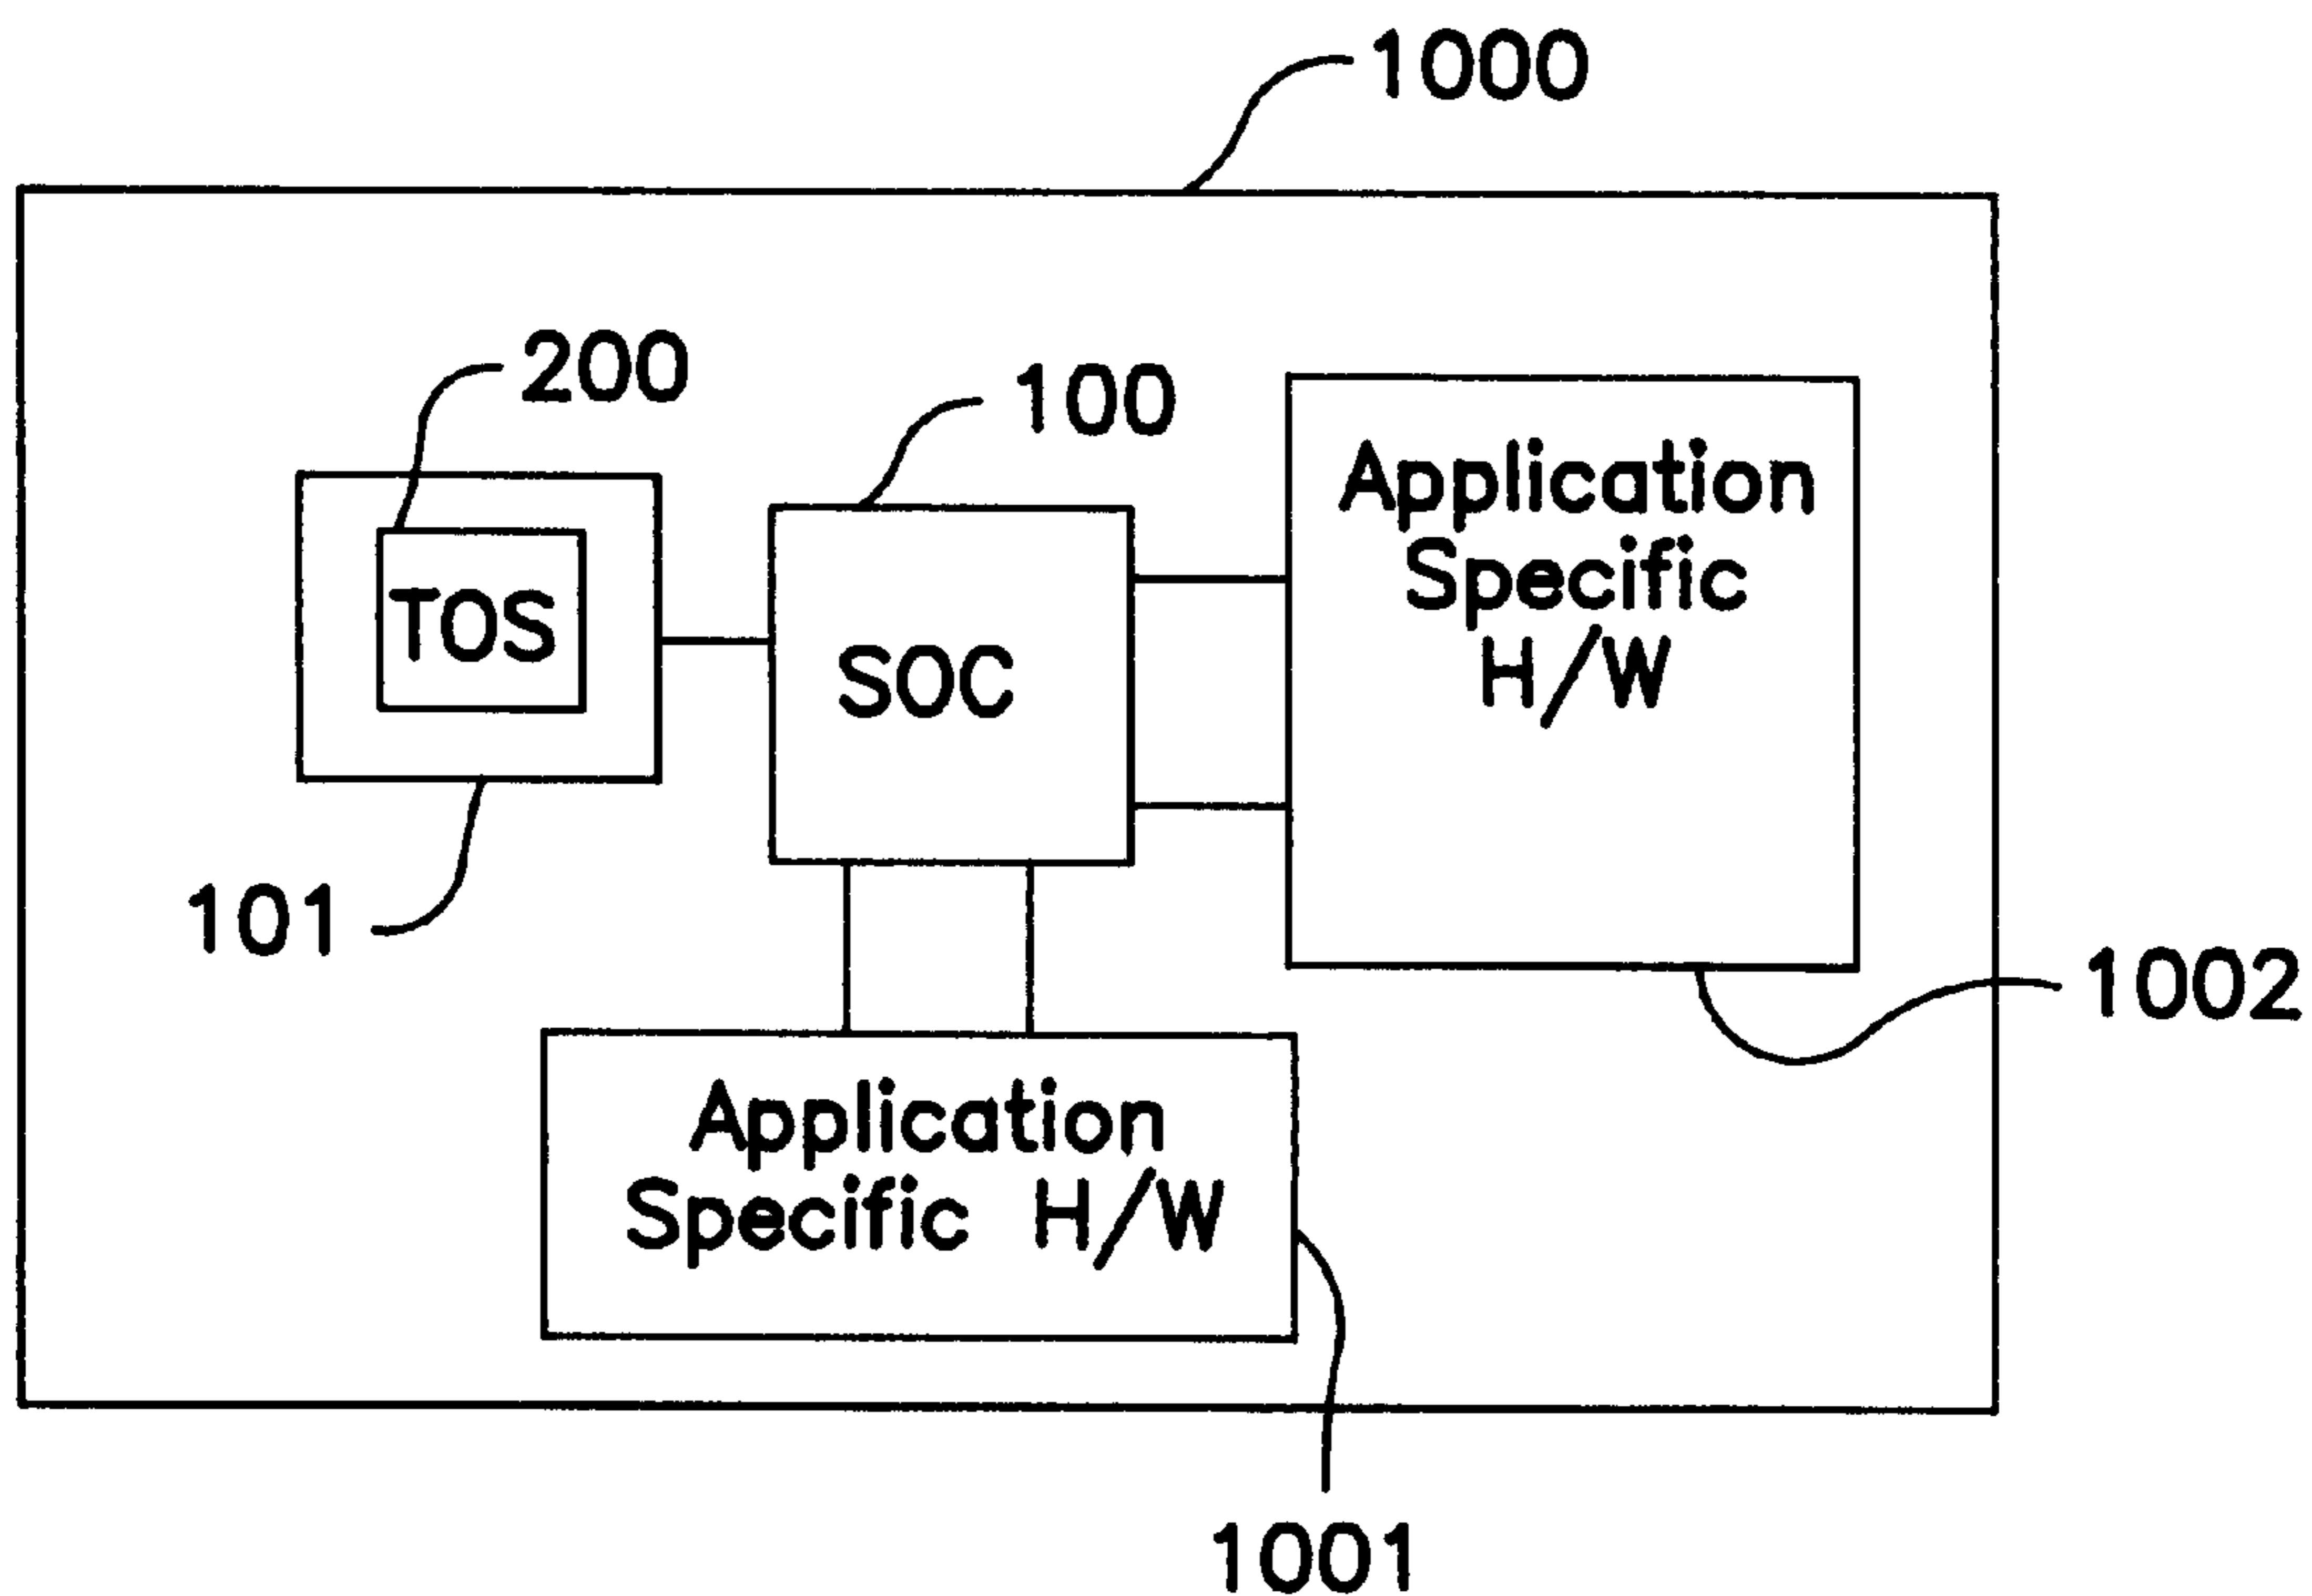 1000
200
100
Application
Specific
H/W
TOS
SOC
101
1002
Application
Specific H/W
1001